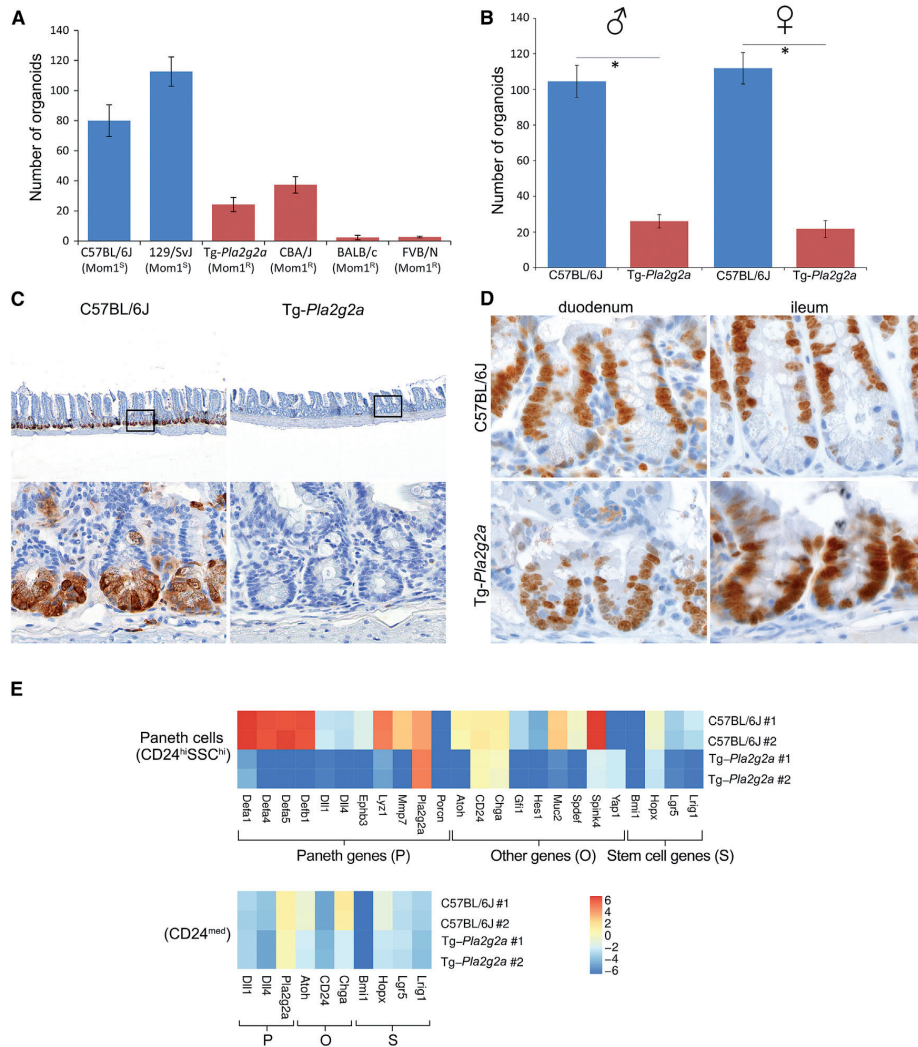 A
Number of organoids
140
120
100
80
60
40
20
0
C57BL/6J 129/SvJ Tg-Pla2g2a CBA/J BALB/c FVB/N
(Mom1ˢ) (Mom1ˢ) (Mom1ᴿ) (Mom1ᴿ) (Mom1ᴿ) (Mom1ᴿ)
B
♂ ♀
Number of organoids
140
120
100
80
60
40
20
0
* *
C57BL/6J Tg-Pla2g2a C57BL/6J Tg-Pla2g2a
C
C57BL/6J Tg-Pla2g2a
D
duodenum ileum
C57BL/6J
Tg-Pla2g2a
E
Paneth cells
(CD24ʰⁱSSCʰⁱ)
C57BL/6J #1
C57BL/6J #2
Tg–Pla2g2a #1
Tg–Pla2g2a #2
Defa1 Defa4 Defa5 Defb1 Dll1 Dll4 Ephb3 Lyz1 Mmp7 Pla2g2a Porcn Atoh CD24 Chga Gfi1 Hes1 Muc2 Spdef Spink4 Yap1 Bmi1 Hopx Lgr5 Lrig1
Paneth genes (P) Other genes (O) Stem cell genes (S)
(CD24ᵐᵉᵈ)
C57BL/6J #1
C57BL/6J #2
Tg–Pla2g2a #1
Tg–Pla2g2a #2
Dll1 Dll4 Pla2g2a Atoh CD24 Chga Bmi1 Hopx Lgr5 Lrig1
P O S
6
4
2
0
−2
−4
−6